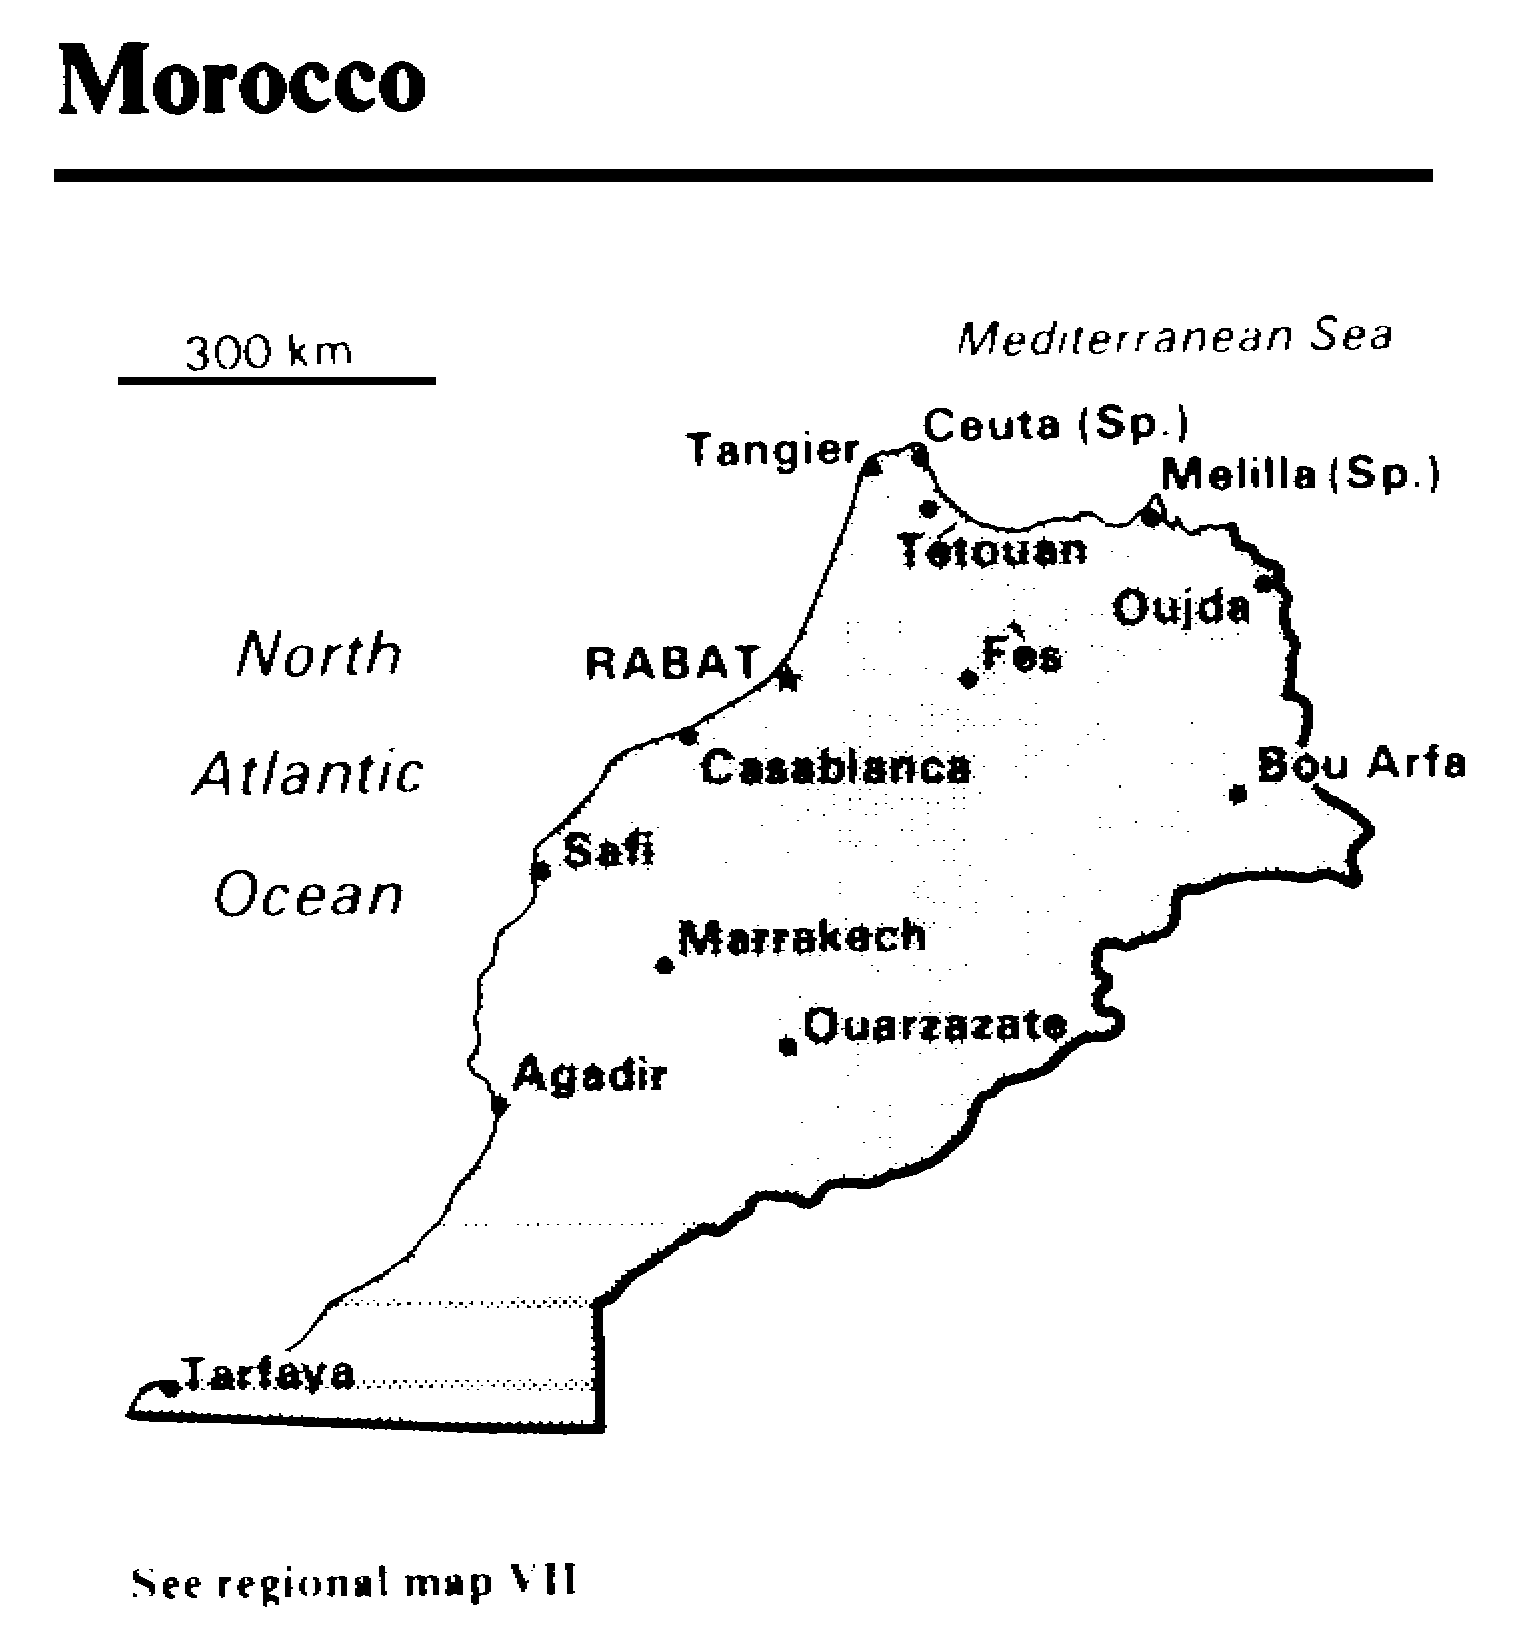 Morocco
300 km
Mediterranean Sea
Ceuta (Sp.)
Tangier
Melilla (Sp.)
Tétouan
Oujda
North
RABAT
Fès
Atlantic
Casablanca
Bou Arfa
Safi
Ocean
Marrakech
Ouarzazate
Agadir
Tarfaya
See regional map VII